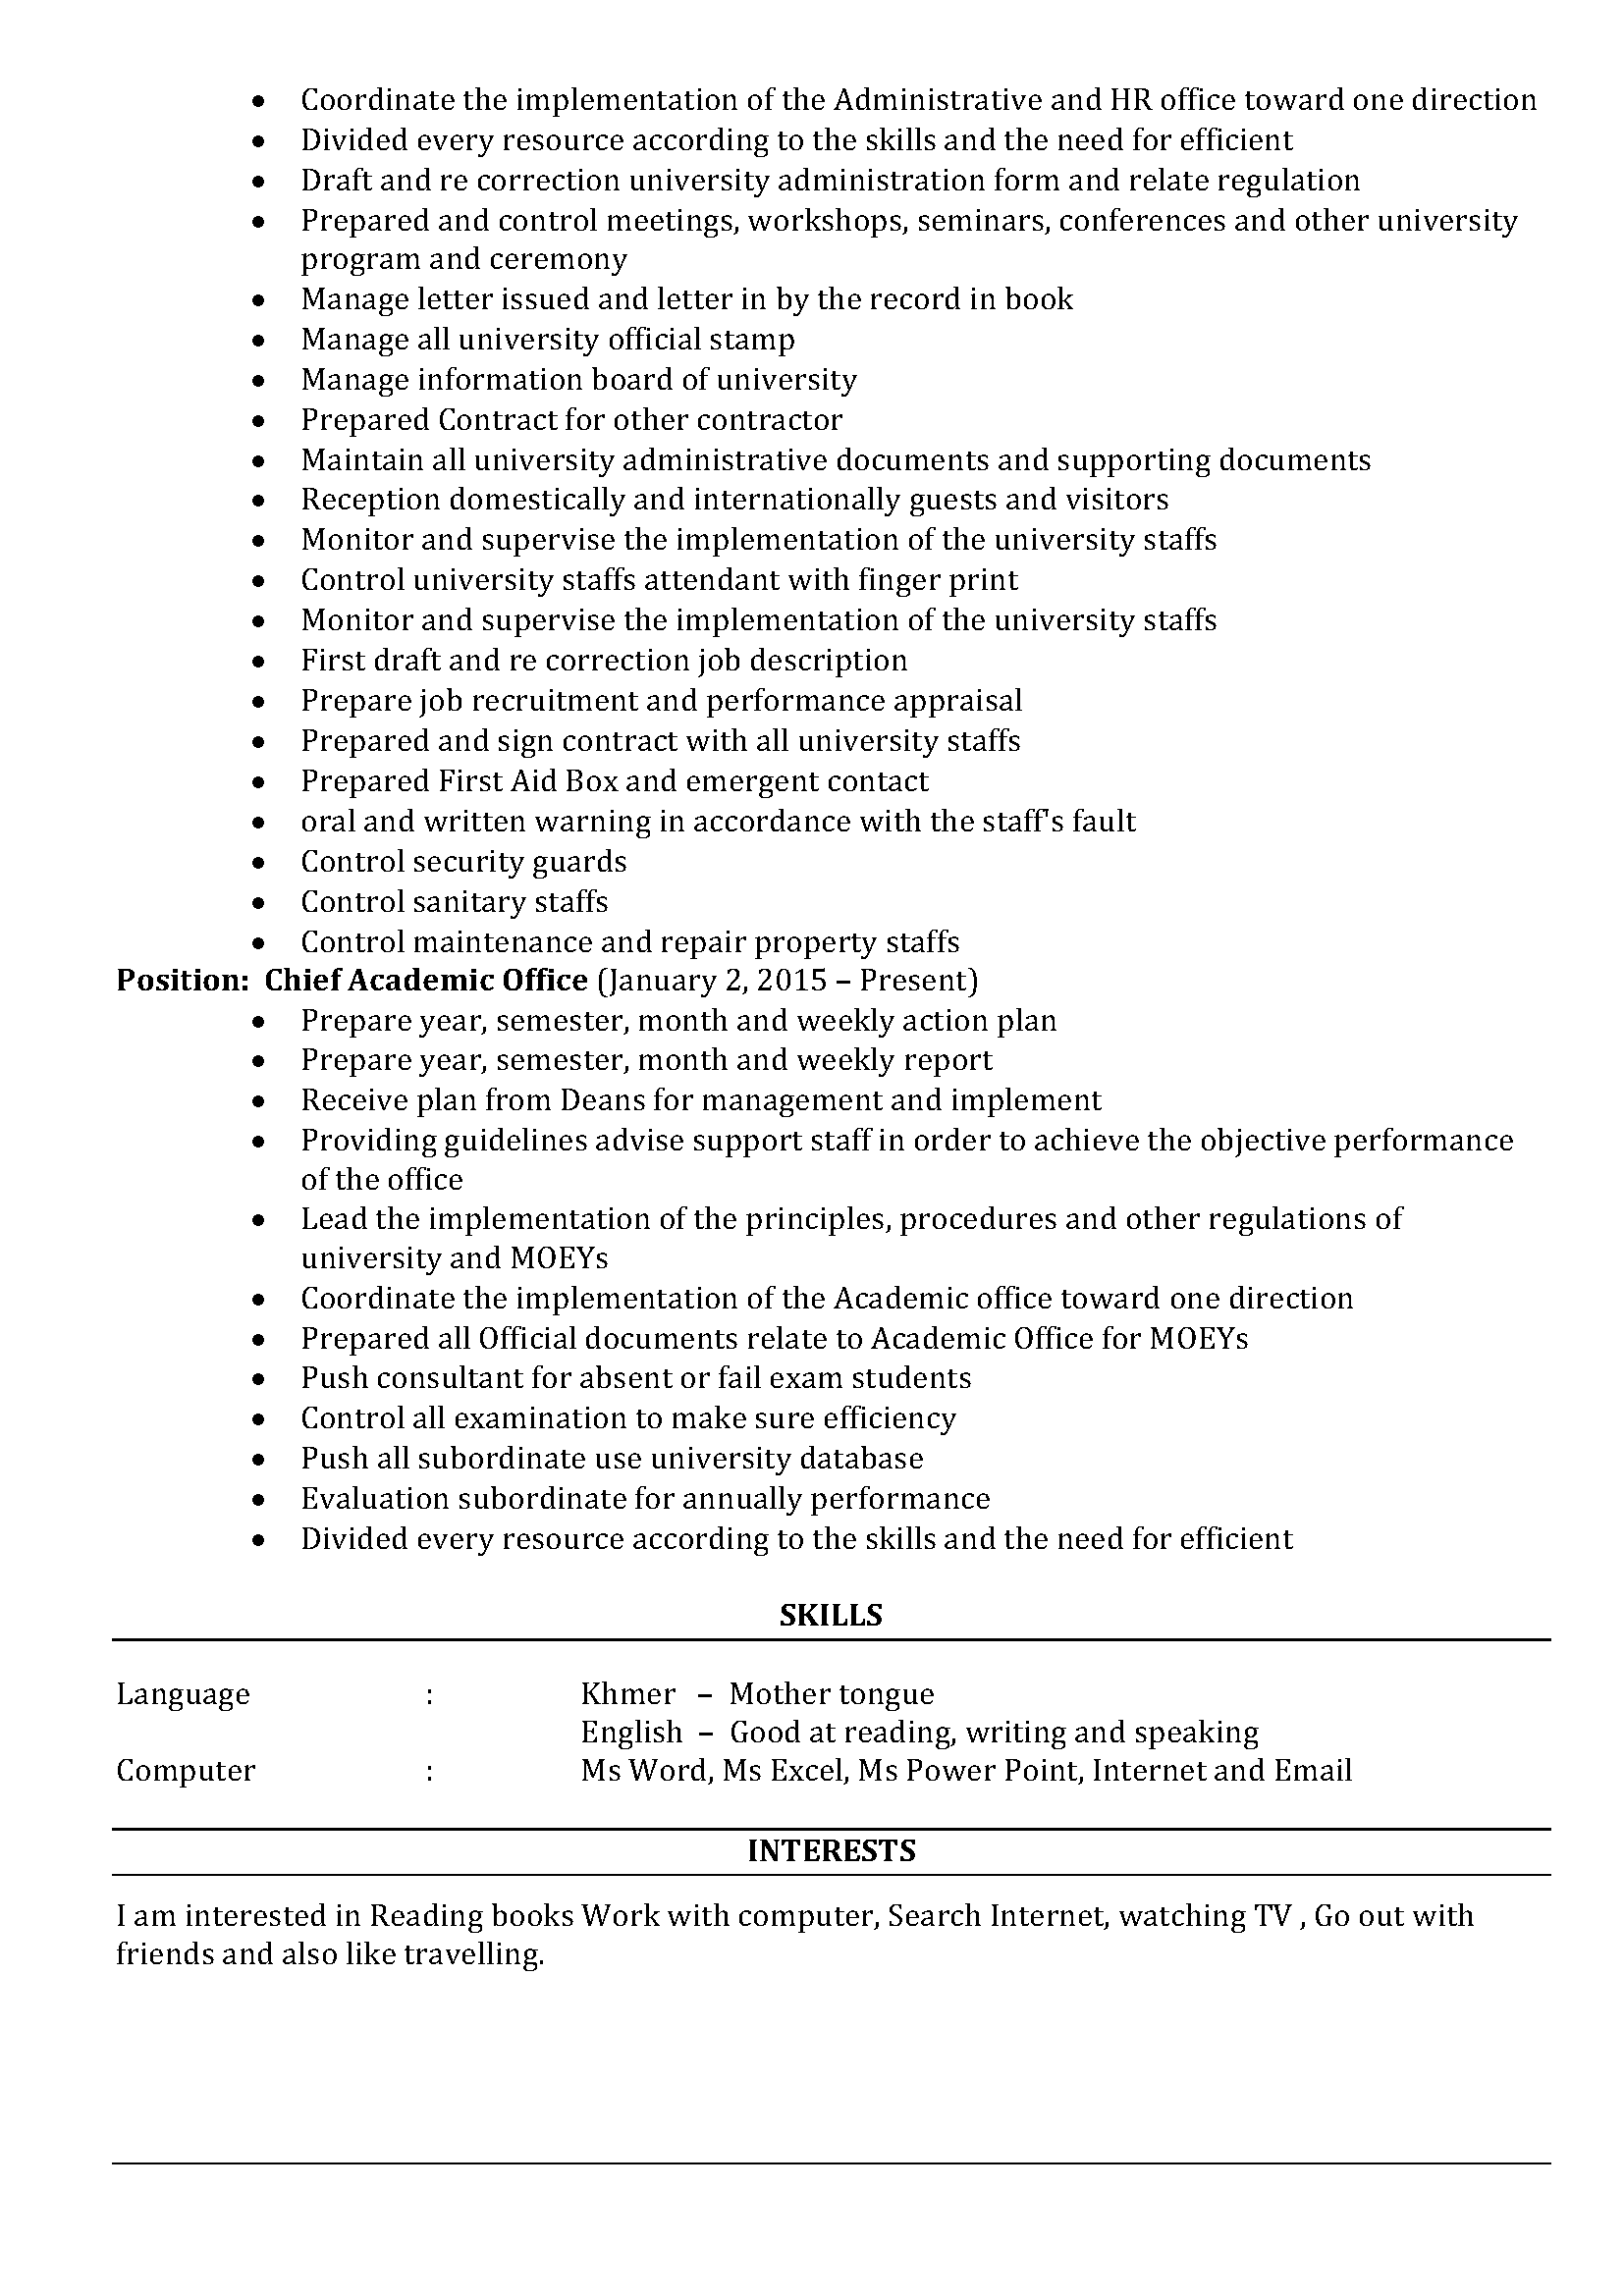 • Coordinate the implementation of the Administrative and HR office toward one direction
• Divided every resource according to the skills and the need for efficient
• Draft and re correction university administration form and relate regulation
• Prepared and control meetings, workshops, seminars, conferences and other university
program and ceremony
• Manage letter issued and letter in by the record in book
• Manage all university official stamp
• Manage information board of university
• Prepared Contract for other contractor
• Maintain all university administrative documents and supporting documents
• Reception domestically and internationally guests and visitors
• Monitor and supervise the implementation of the university staffs
• Control university staffs attendant with finger print
• Monitor and supervise the implementation of the university staffs
• First draft and re correction job description
• Prepare job recruitment and performance appraisal
• Prepared and sign contract with all university staffs
• Prepared First Aid Box and emergent contact
• oral and written warning in accordance with the staff's fault
• Control security guards
• Control sanitary staffs
• Control maintenance and repair property staffs
Position: Chief Academic Office (January 2, 2015 – Present)
• Prepare year, semester, month and weekly action plan
• Prepare year, semester, month and weekly report
• Receive plan from Deans for management and implement
• Providing guidelines advise support staff in order to achieve the objective performance
of the office
• Lead the implementation of the principles, procedures and other regulations of
university and MOEYs
• Coordinate the implementation of the Academic office toward one direction
• Prepared all Official documents relate to Academic Office for MOEYs
• Push consultant for absent or fail exam students
• Control all examination to make sure efficiency
• Push all subordinate use university database
• Evaluation subordinate for annually performance
• Divided every resource according to the skills and the need for efficient
SKILLS
Language : Khmer – Mother tongue
English – Good at reading, writing and speaking
Computer : Ms Word, Ms Excel, Ms Power Point, Internet and Email
INTERESTS
I am interested in Reading books Work with computer, Search Internet, watching TV , Go out with
friends and also like travelling.